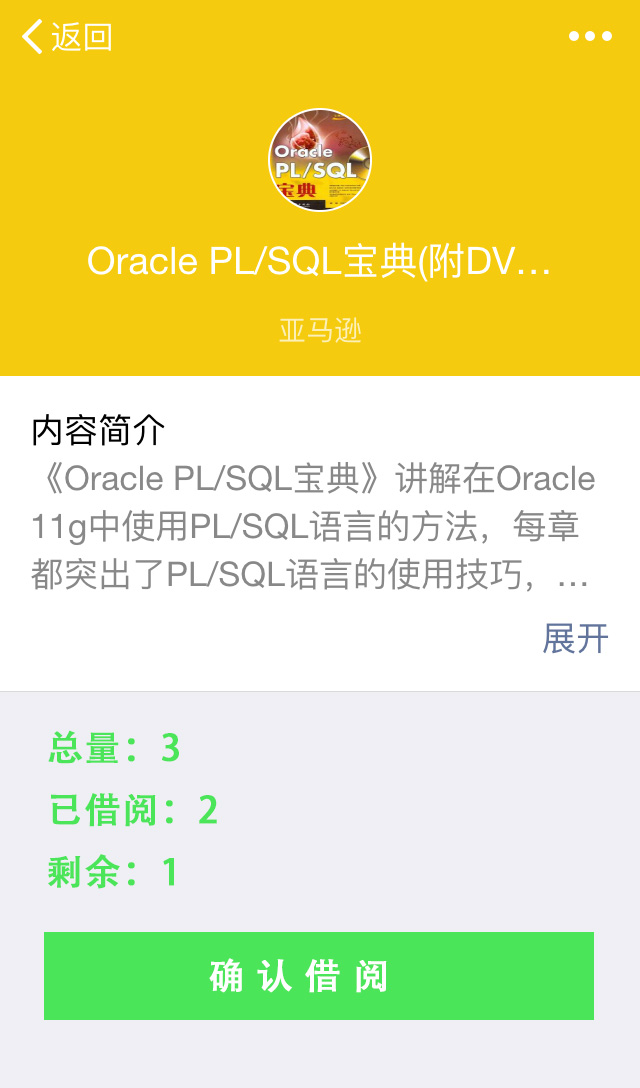 返回
Oracle
PL/SQL
宝典
Oracle PL/SQL宝典(附DV...
亚马逊
内容简介
《Oracle PL/SQL宝典》讲解在Oracle
11g中使用PL/SQL语言的方法，每章
都突出了PL/SQL语言的使用技巧，...
展开
总量：3
已借阅：2
剩余：1
确认借阅